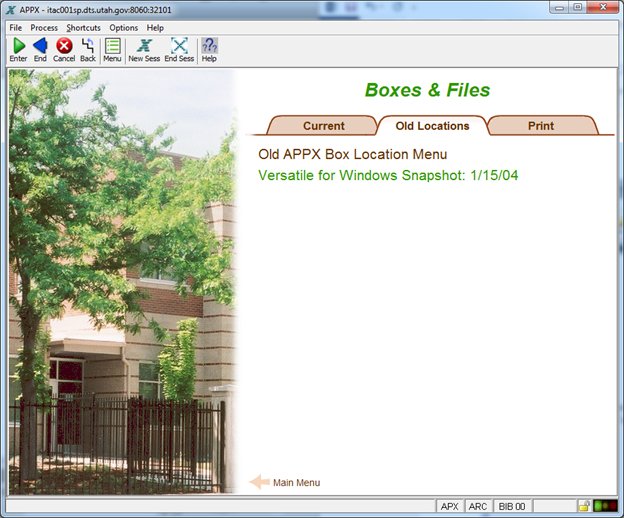 APPX - itac001sp.dts.utah.gov:8060:32101
File Process Shortcuts Options Help
Enter End Cancel Back Menu New Sess End Sess Help
Boxes & Files
Current Old Locations Print
Old APPX Box Location Menu
Versatile for Windows Snapshot: 1/15/04
Main Menu
APX ARC BIB 00